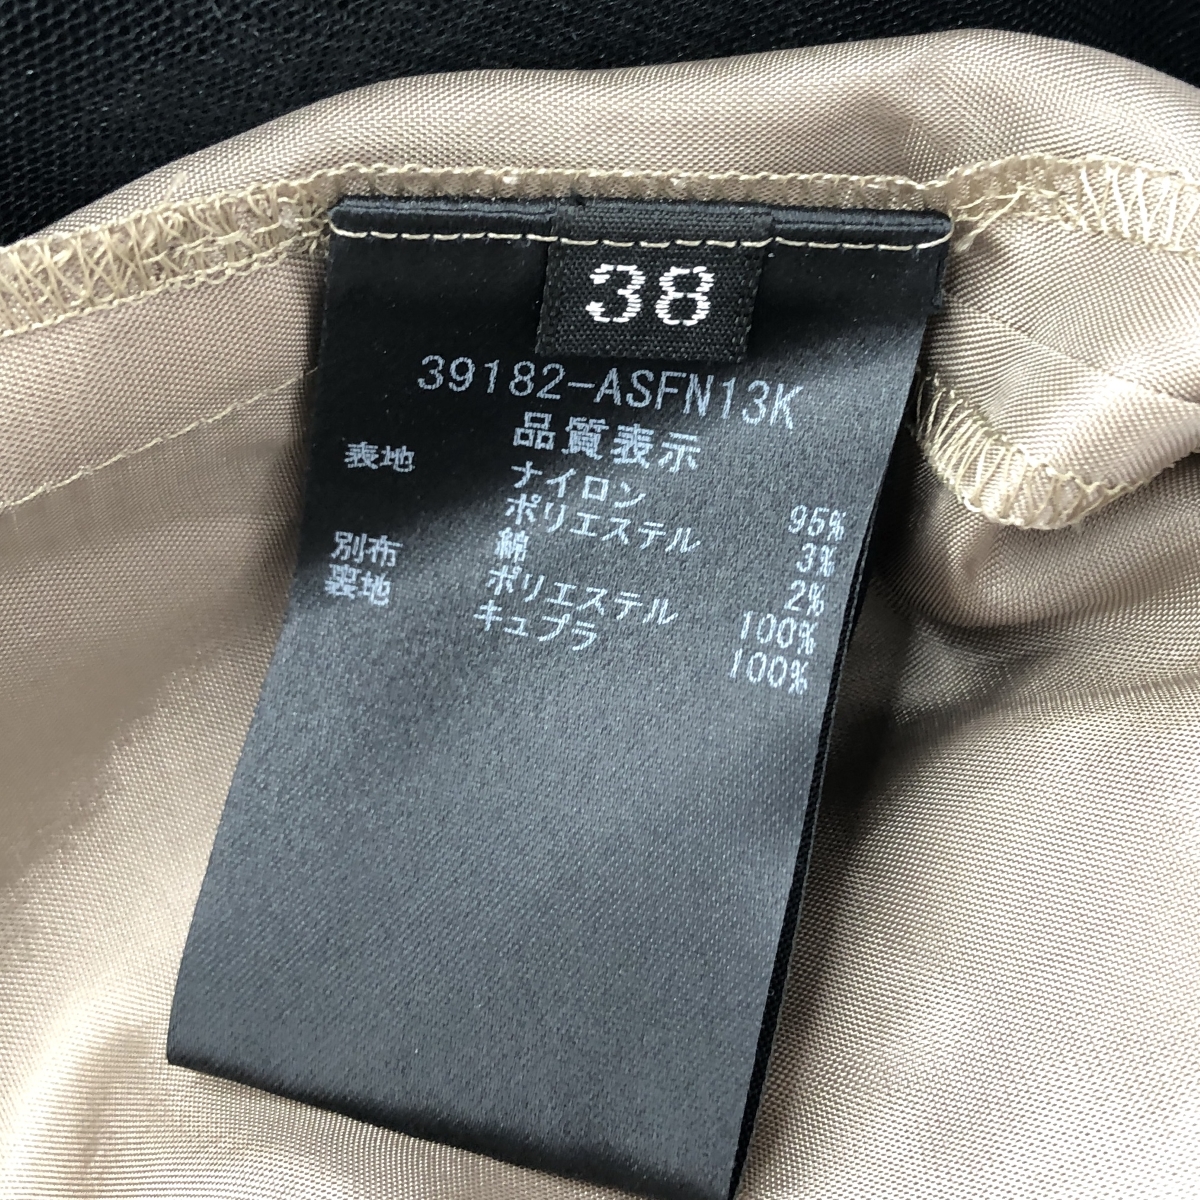 38
39182-ASFN13K
品質表示
表地 ナイロン 95%
ポリエステル 3%
綿 2%
別布 ポリエステル 100%
裏地 キュプラ 100%